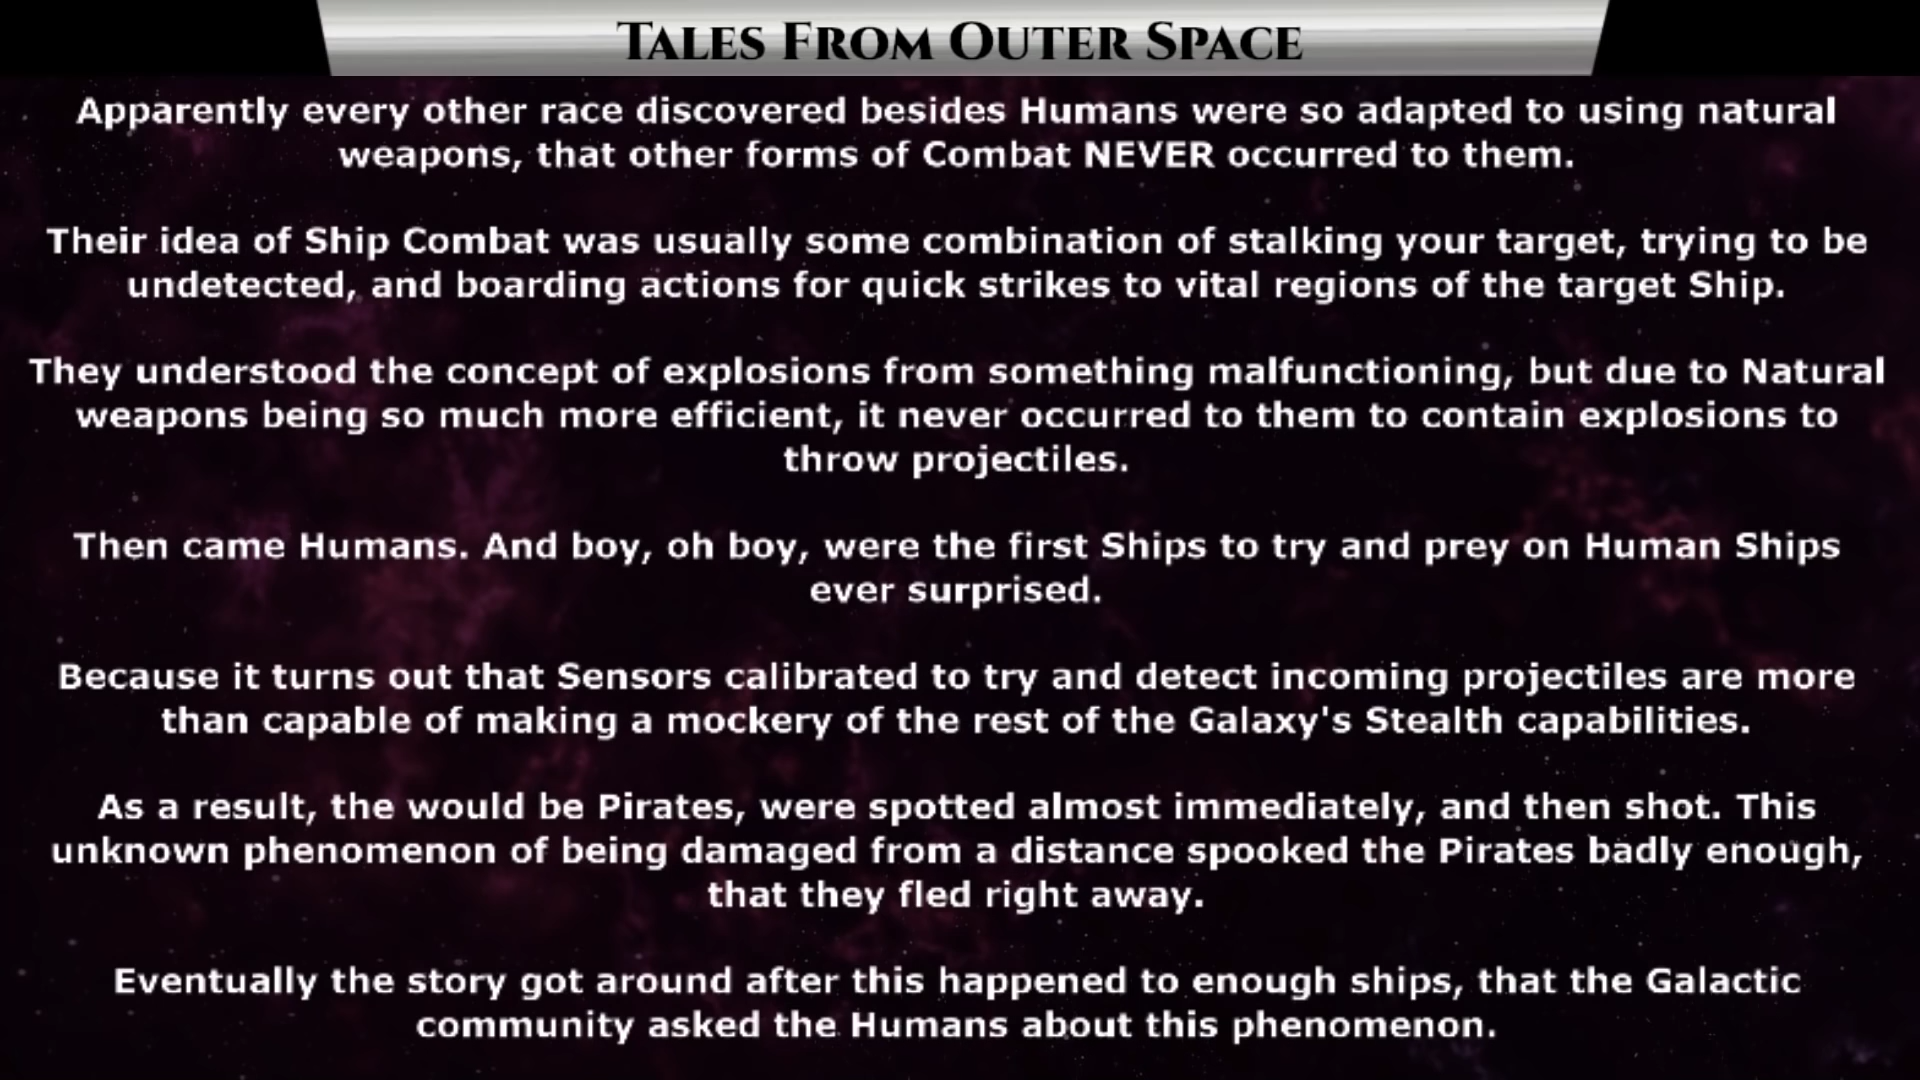 Tales From Outer Space
Apparently every other race discovered besides Humans were so adapted to using natural
weapons, that other forms of Combat NEVER occurred to them.
Their idea of Ship Combat was usually some combination of stalking your target, trying to be
undetected, and boarding actions for quick strikes to vital regions of the target Ship.
They understood the concept of explosions from something malfunctioning, but due to Natural
weapons being so much more efficient, it never occurred to them to contain explosions to
throw projectiles.
Then came Humans. And boy, oh boy, were the first Ships to try and prey on Human Ships
ever surprised.
Because it turns out that Sensors calibrated to try and detect incoming projectiles are more
than capable of making a mockery of the rest of the Galaxy's Stealth capabilities.
As a result, the would be Pirates, were spotted almost immediately, and then shot. This
unknown phenomenon of being damaged from a distance spooked the Pirates badly enough,
that they fled right away.
Eventually the story got around after this happened to enough ships, that the Galactic
community asked the Humans about this phenomenon.